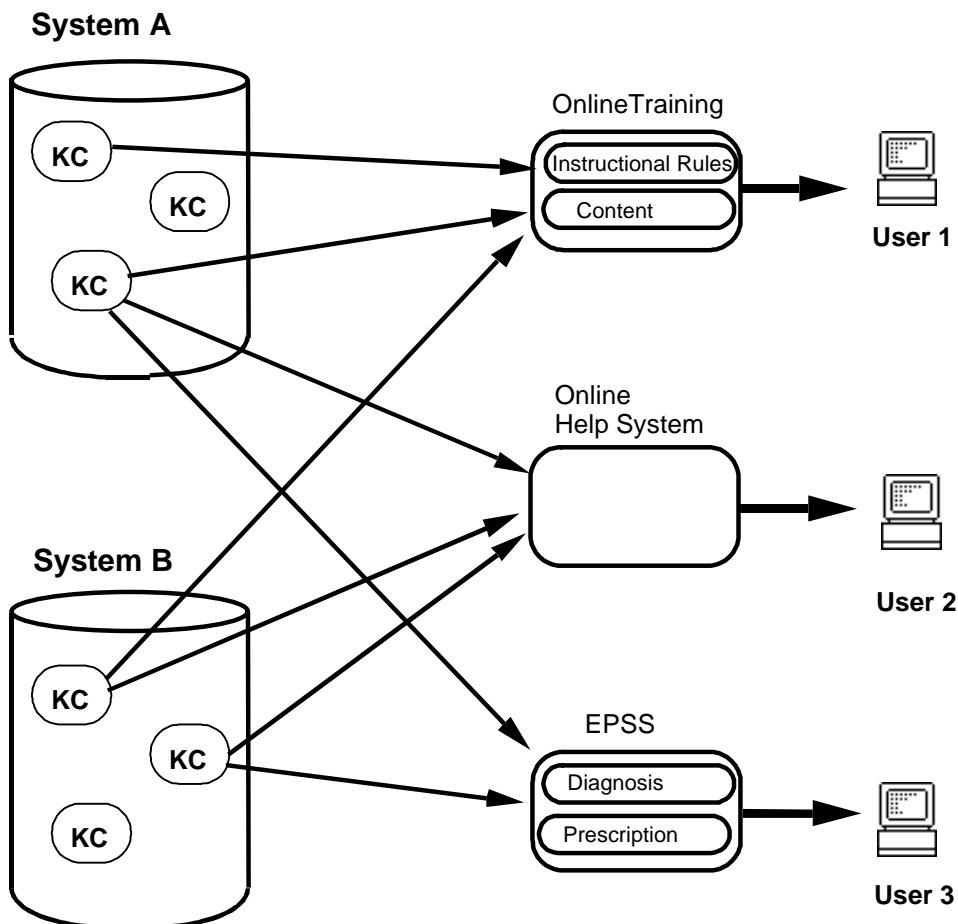 System A
KC
KC
KC
OnlineTraining
Instructional Rules
Content
User 1
Online
Help System
User 2
System B
KC
KC
KC
EPSS
Diagnosis
Prescription
User 3